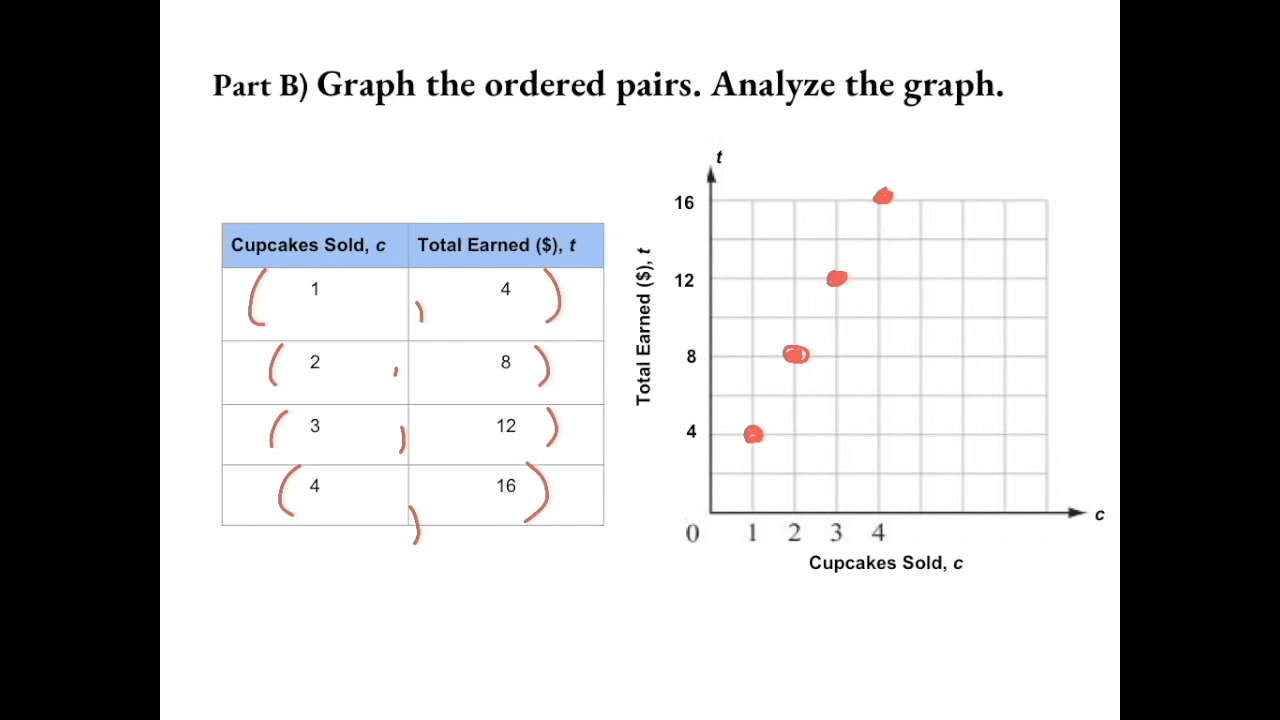 Part B) Graph the ordered pairs. Analyze the graph.
Cupcakes Sold, c Total Earned ($), t
( 1 , 4 )
( 2 , 8 )
( 3 , 12 )
( 4 , 16 )
t
16
12
8
4
Total Earned ($), t
0 1 2 3 4
c
Cupcakes Sold, c